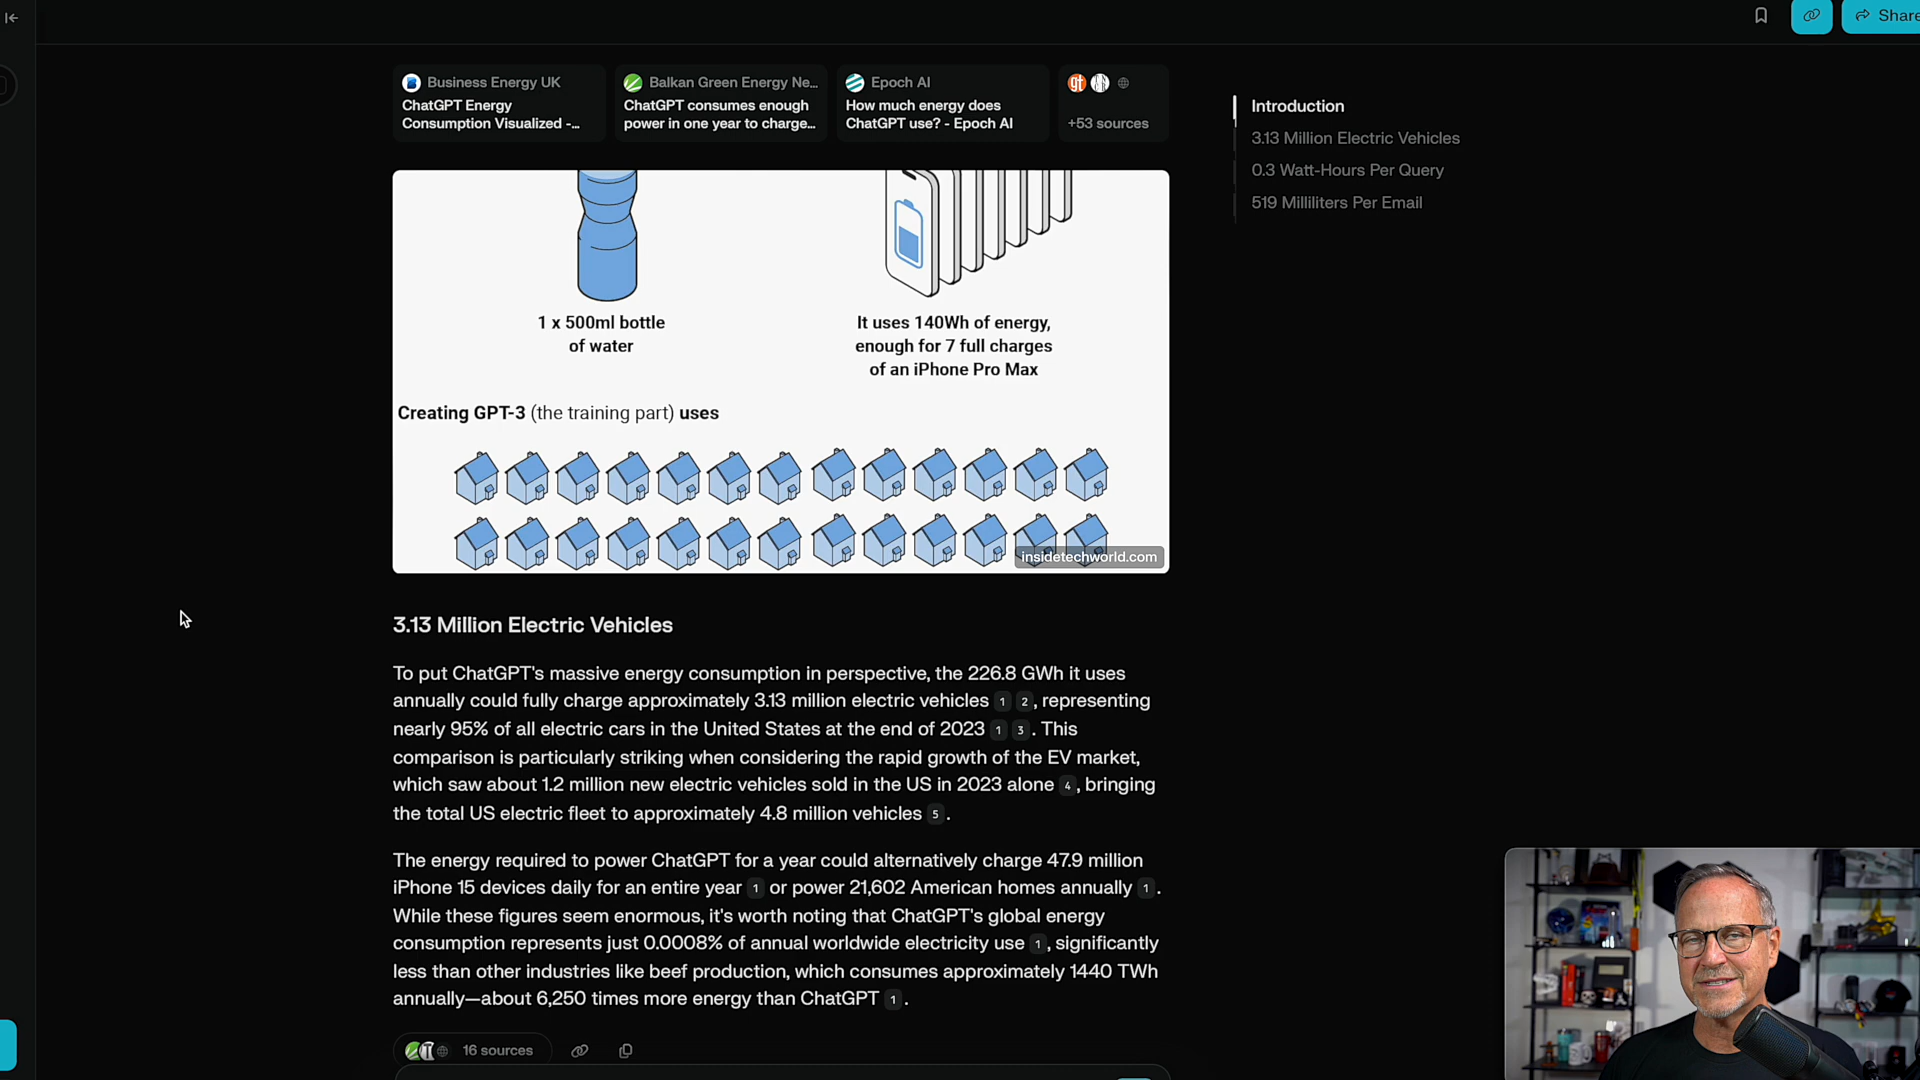 Share
Business Energy UK
ChatGPT Energy
Consumption Visualized -...
Balkan Green Energy Ne...
ChatGPT consumes enough
power in one year to charge...
Epoch AI
How much energy does
ChatGPT use? - Epoch AI
gt
+53 sources
Introduction
3.13 Million Electric Vehicles
0.3 Watt-Hours Per Query
519 Milliliters Per Email
1 x 500ml bottle
of water
It uses 140Wh of energy,
enough for 7 full charges
of an iPhone Pro Max
Creating GPT-3 (the training part) uses
insidetechworld.com
3.13 Million Electric Vehicles
To put ChatGPT's massive energy consumption in perspective, the 226.8 GWh it uses
annually could fully charge approximately 3.13 million electric vehicles 1 2 , representing
nearly 95% of all electric cars in the United States at the end of 2023 1 3 . This
comparison is particularly striking when considering the rapid growth of the EV market,
which saw about 1.2 million new electric vehicles sold in the US in 2023 alone 4 , bringing
the total US electric fleet to approximately 4.8 million vehicles 5 .
The energy required to power ChatGPT for a year could alternatively charge 47.9 million
iPhone 15 devices daily for an entire year 1 or power 21,602 American homes annually 1 .
While these figures seem enormous, it's worth noting that ChatGPT's global energy
consumption represents just 0.0008% of annual worldwide electricity use 1 , significantly
less than other industries like beef production, which consumes approximately 1440 TWh
annually—about 6,250 times more energy than ChatGPT 1 .
16 sources